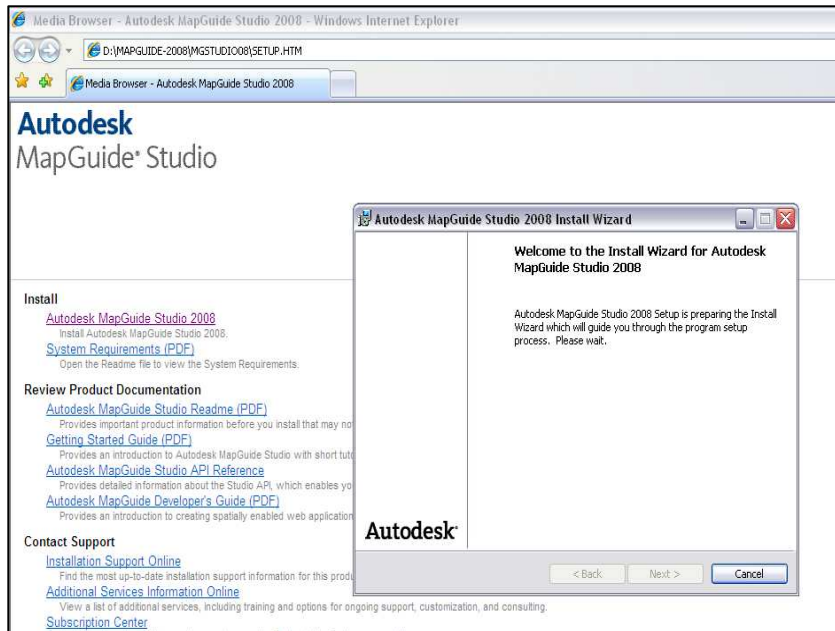 Media Browser - Autodesk MapGuide Studio 2008 - Windows Internet Explorer
D:\MAPGUIDE-2008\MGSTUDIO08\SETUP.HTM
Media Browser - Autodesk MapGuide Studio 2008
Autodesk
MapGuide® Studio
Autodesk MapGuide Studio 2008 Install Wizard
Welcome to the Install Wizard for Autodesk
MapGuide Studio 2008
Autodesk MapGuide Studio 2008 Setup is preparing the Install
Wizard which will guide you through the program setup
process. Please wait.
Autodesk
< Back
Next >
Cancel
Install
Autodesk MapGuide Studio 2008
Install Autodesk MapGuide Studio 2008.
System Requirements (PDF)
Open the Readme file to view the System Requirements.
Review Product Documentation
Autodesk MapGuide Studio Readme (PDF)
Provides important product information before you install that may no
Getting Started Guide (PDF)
Provides an introduction to Autodesk MapGuide Studio with short
Autodesk MapGuide Studio API Reference
Provides detailed information about the Studio API, which enables
Autodesk MapGuide Developer's Guide (PDF)
Provides an introduction to creating spatially enabled web application
Contact Support
Installation Support Online
Find the most up-to-date installation support information for this
Additional Services Information Online
View a list of additional services, including training and options for ongoing support, customization, and consulting.
Subscription Center